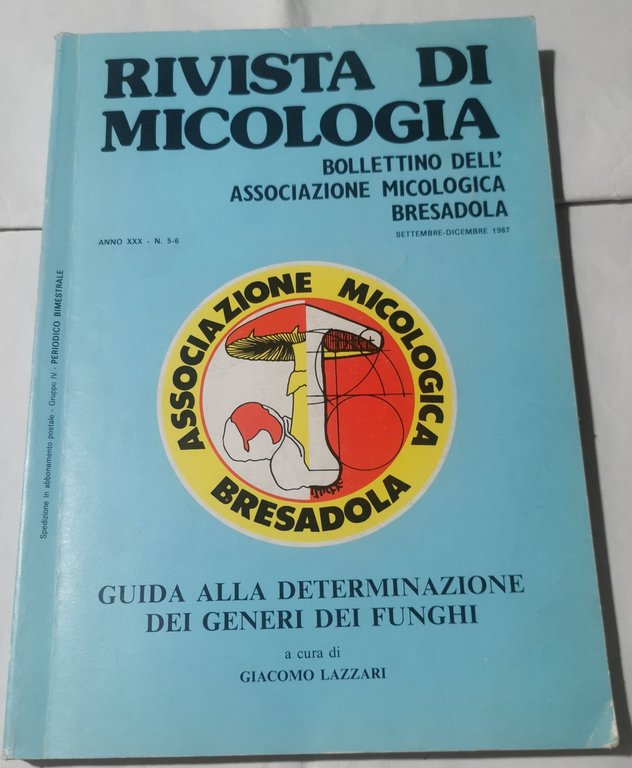 RIVISTA DI
MICOLOGIA
BOLLETTINO DELL'
ASSOCIAZIONE MICOLOGICA
BRESADOLA
ANNO XXX - N. 5-6
SETTEMBRE-DICEMBRE 1987
Spedizione in abbonamento postale - Gruppo IV - PERIODICO BIMESTRALE
ASSOCIAZIONE MICOLOGICA
BRESADOLA
GUIDA ALLA DETERMINAZIONE
DEI GENERI DEI FUNGHI
a cura di
GIACOMO LAZZARI